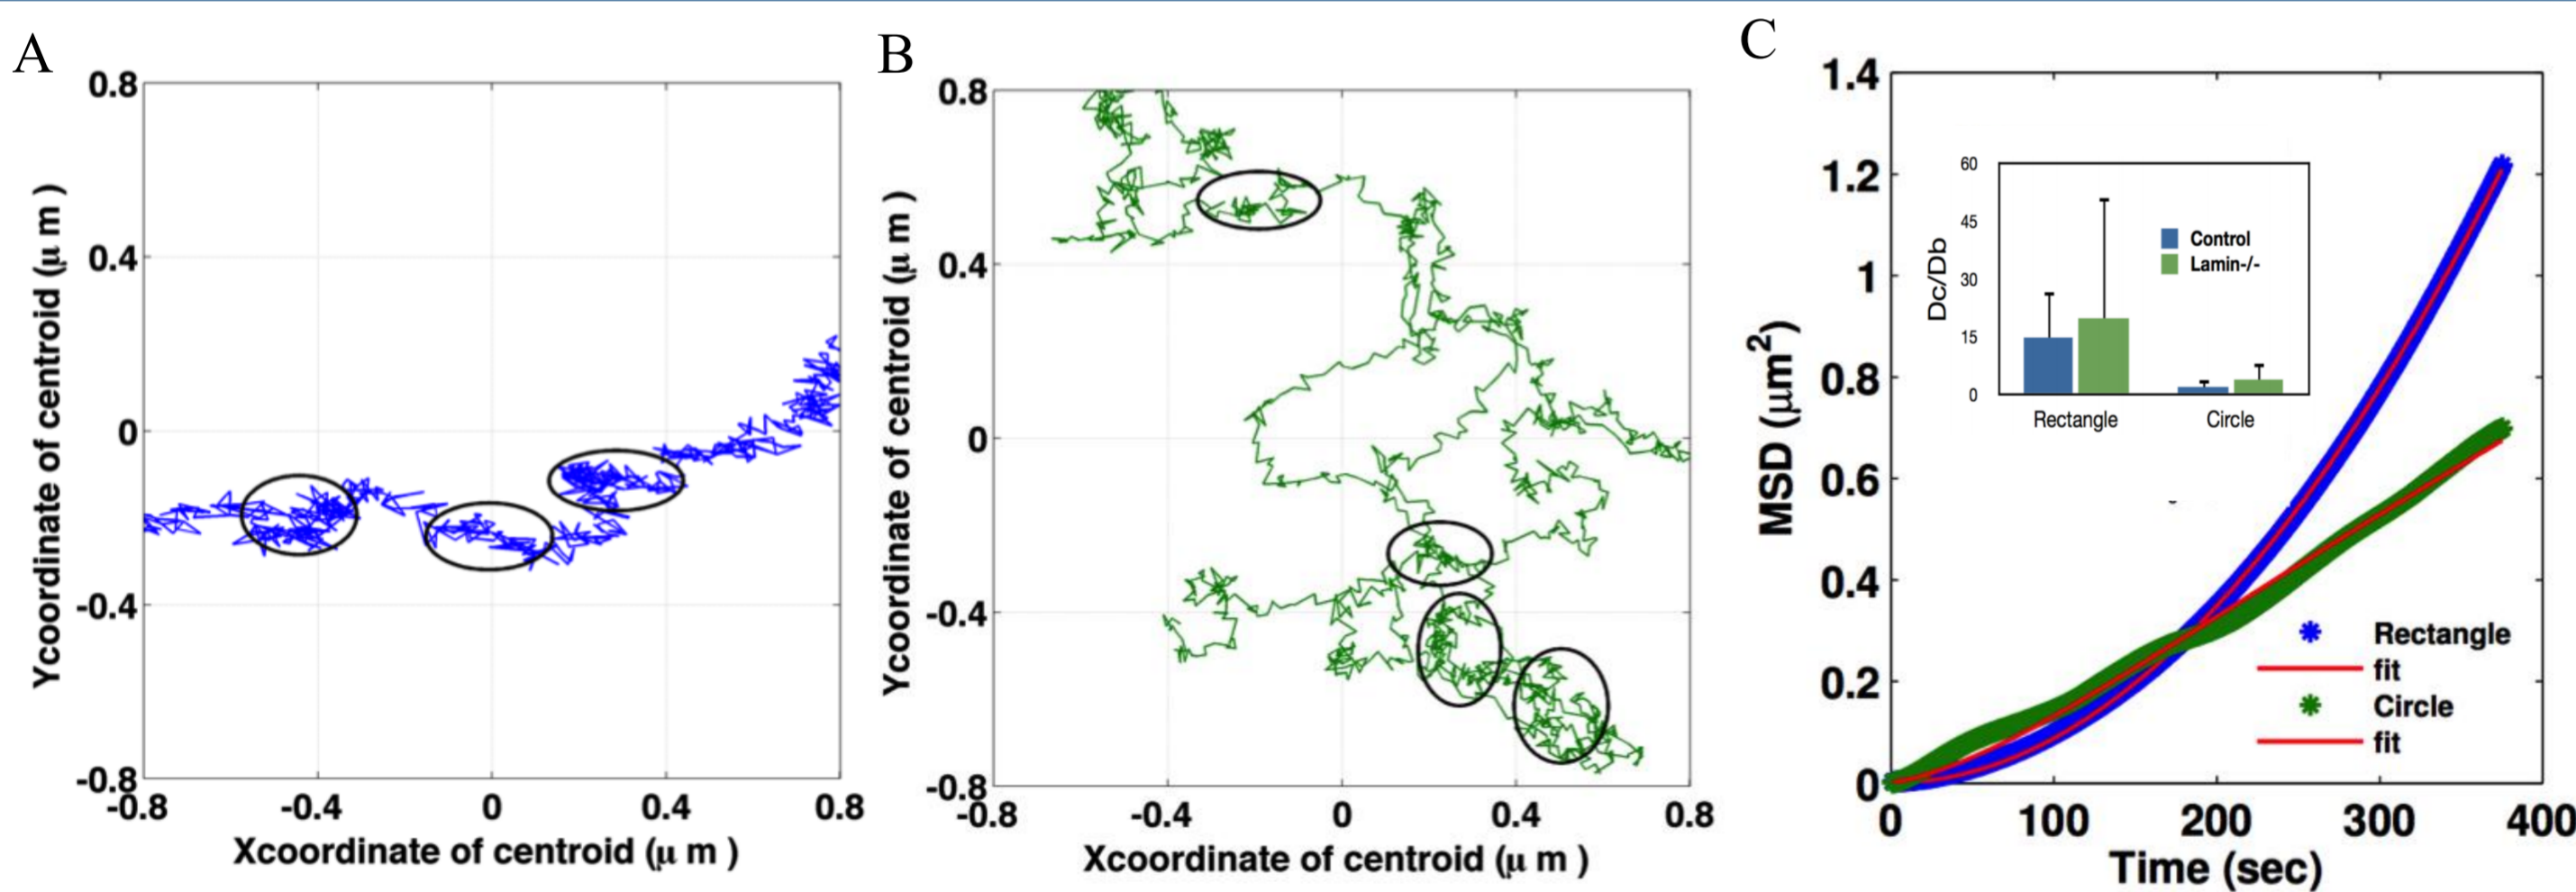 A
0.8
0.4
0
-0.4
-0.8
-0.8
-0.4
0
0.4
0.8
Ycoordinate of centroid (μ m )
Xcoordinate of centroid (μ m )
B
0.8
0.4
0
-0.4
-0.8
-0.8
-0.4
0
0.4
0.8
Ycoordinate of centroid (μ m )
Xcoordinate of centroid (μ m )
C
1.4
1.2
1
0.8
0.6
0.4
0.2
0
0
100
200
300
400
MSD (μm²)
Time (sec)
60
45
30
15
0
Dc/Db
Control
Lamin-/-
Rectangle
Circle
Rectangle
fit
Circle
fit